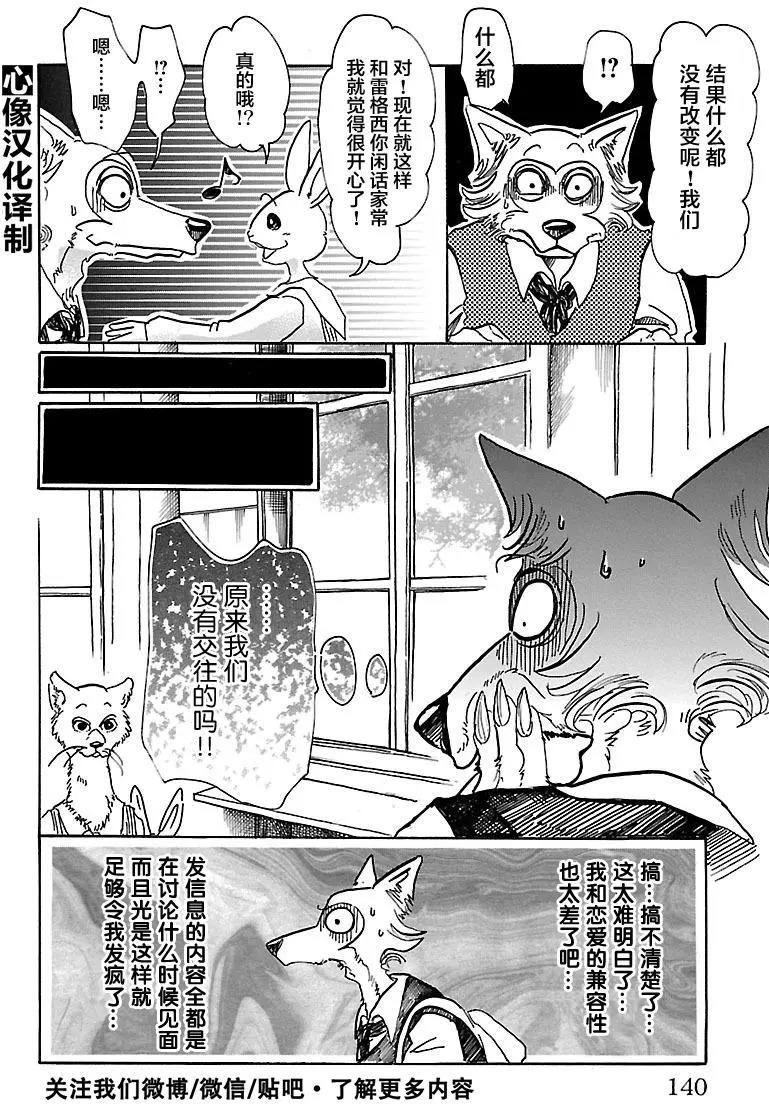 结果什么都
没有改变呢！我们
!?
什么都
对！现在就这样
和雷格西你闲话家常
我就觉得很开心了！
真的哦!?
!?…
嗯……嗯
心像汉化译制
……
原来我们
没有交往的吗!!
搞…搞不清楚了…
这太难明白了…
我和恋爱的兼容性
也太差了吧…
发信息的内容全都是
在讨论什么时候见面
而且光是这样就
足够令我发疯了…
关注我们微博/微信/贴吧·了解更多内容
140